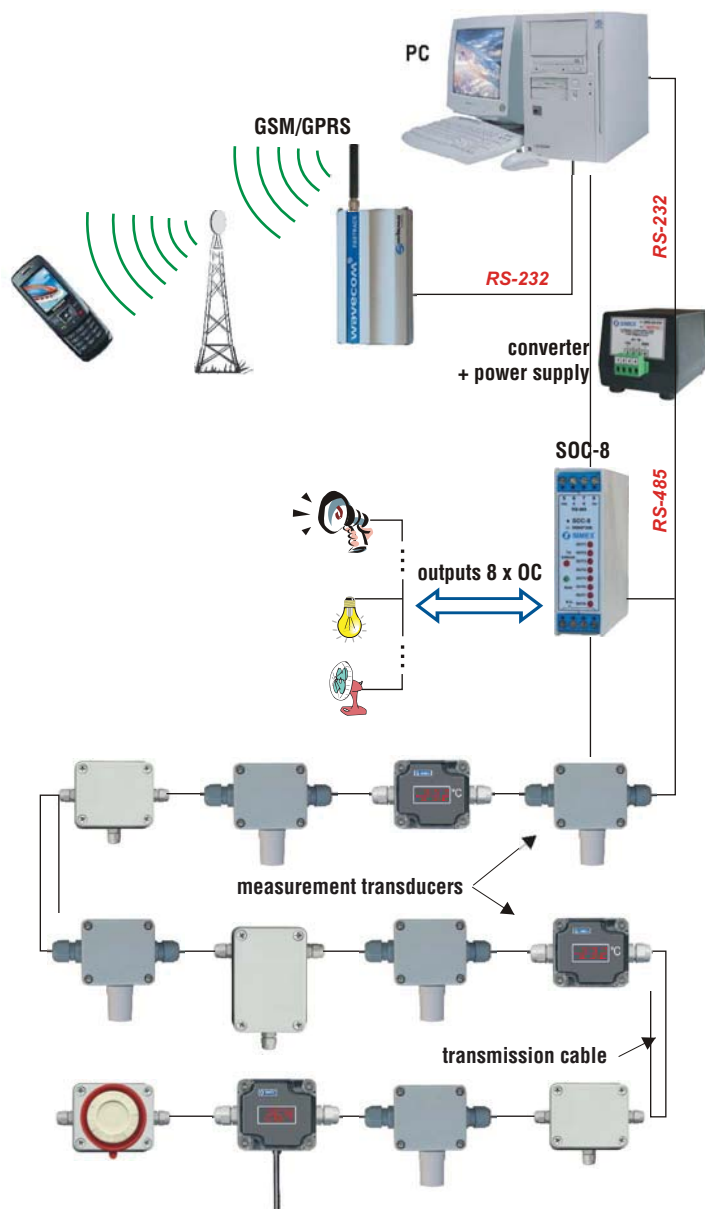 PC
GSM/GPRS
wavecom
RS-232
RS-232
converter
+ power supply
SIMEX
SOC-8
RS-485
SOC-8
SIMEX
outputs 8 x OC
°C
measurement transducers
°C
transmission cable